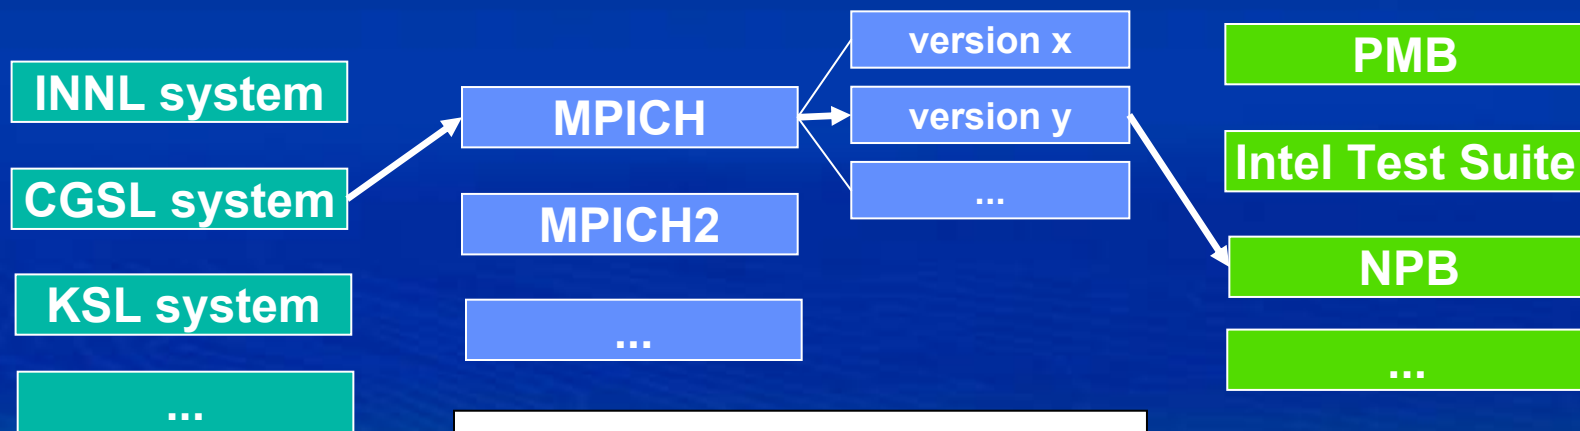 INNL system
CGSL system
KSL system
...
MPICH
MPICH2
...
version x
version y
...
PMB
Intel Test Suite
NPB
...